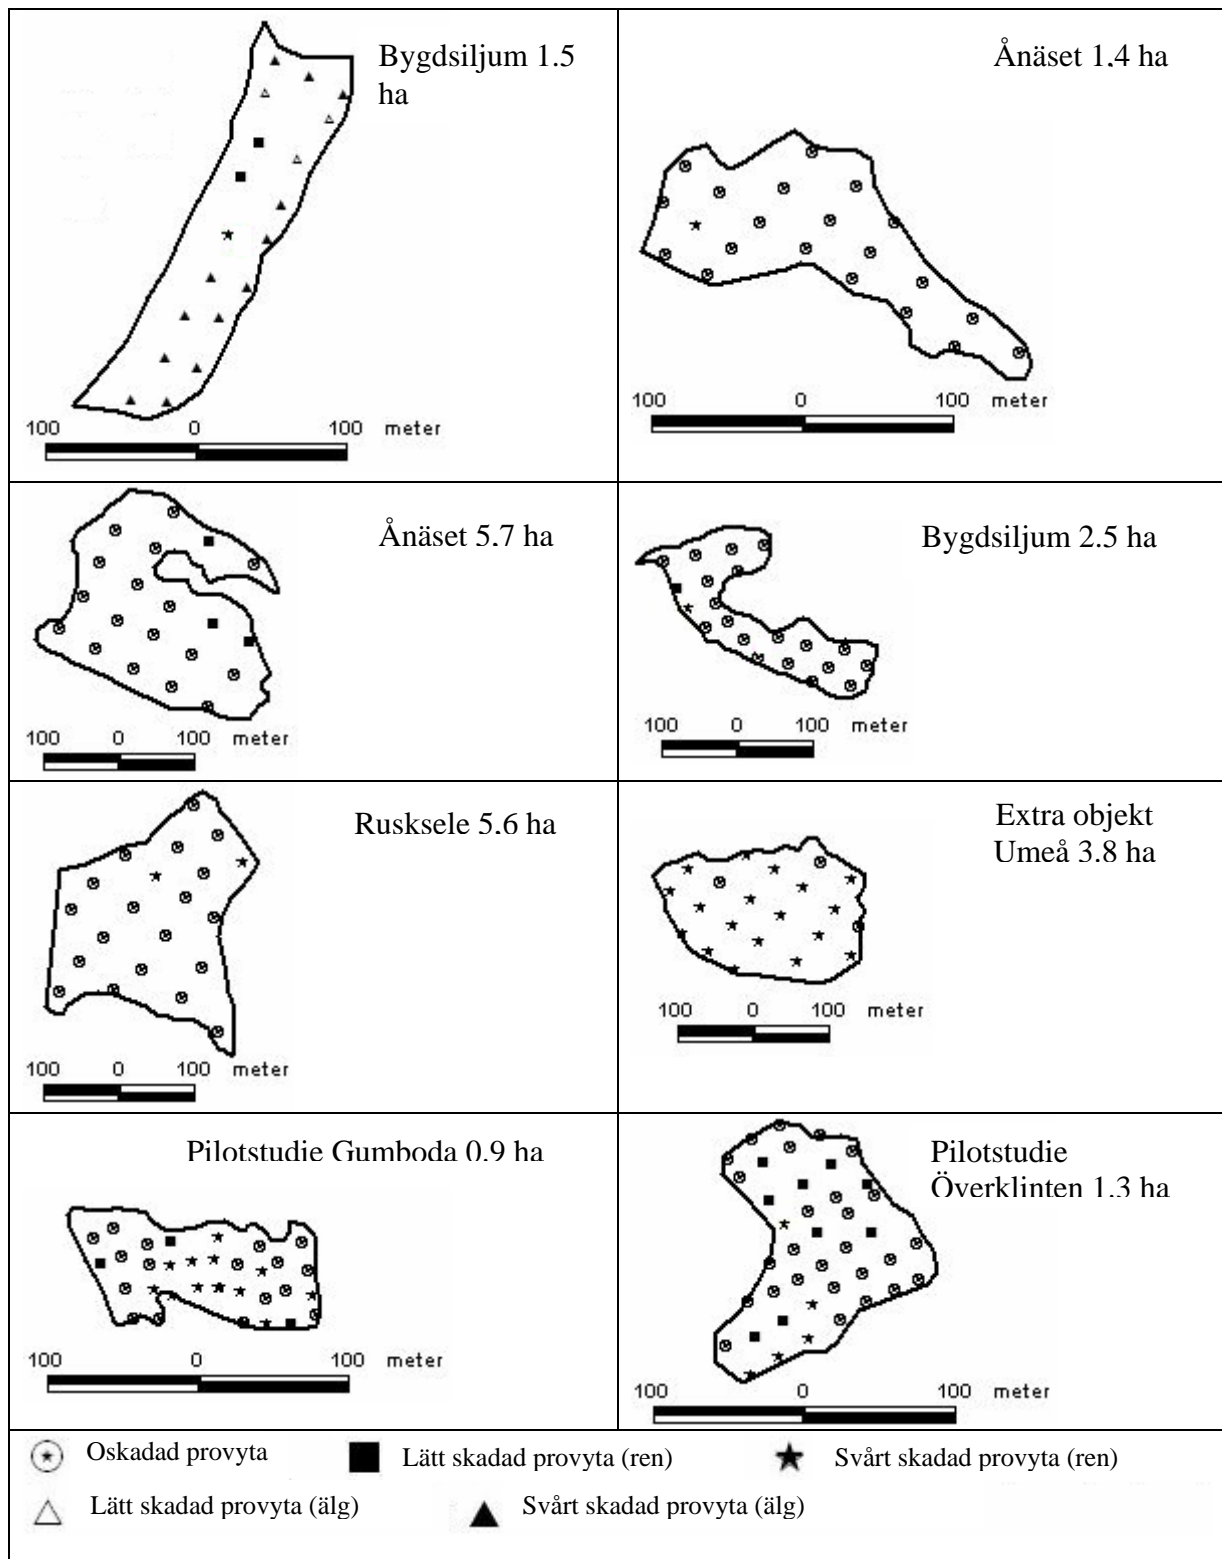 Bygdsiljum 1.5
ha
100 0 100 meter
Ånäset 1,4 ha
100 0 100 meter
Ånäset 5.7 ha
100 0 100 meter
Bygdsiljum 2.5 ha
100 0 100 meter
Rusksele 5,6 ha
100 0 100 meter
Extra objekt
Umeå 3.8 ha
100 0 100 meter
Pilotstudie Gumboda 0.9 ha
100 0 100 meter
Pilotstudie
Överklinten 1.3 ha
100 0 100 meter
Oskadad provyta Lätt skadad provyta (ren) Svårt skadad provyta (ren)
Lätt skadad provyta (älg) Svårt skadad provyta (älg)